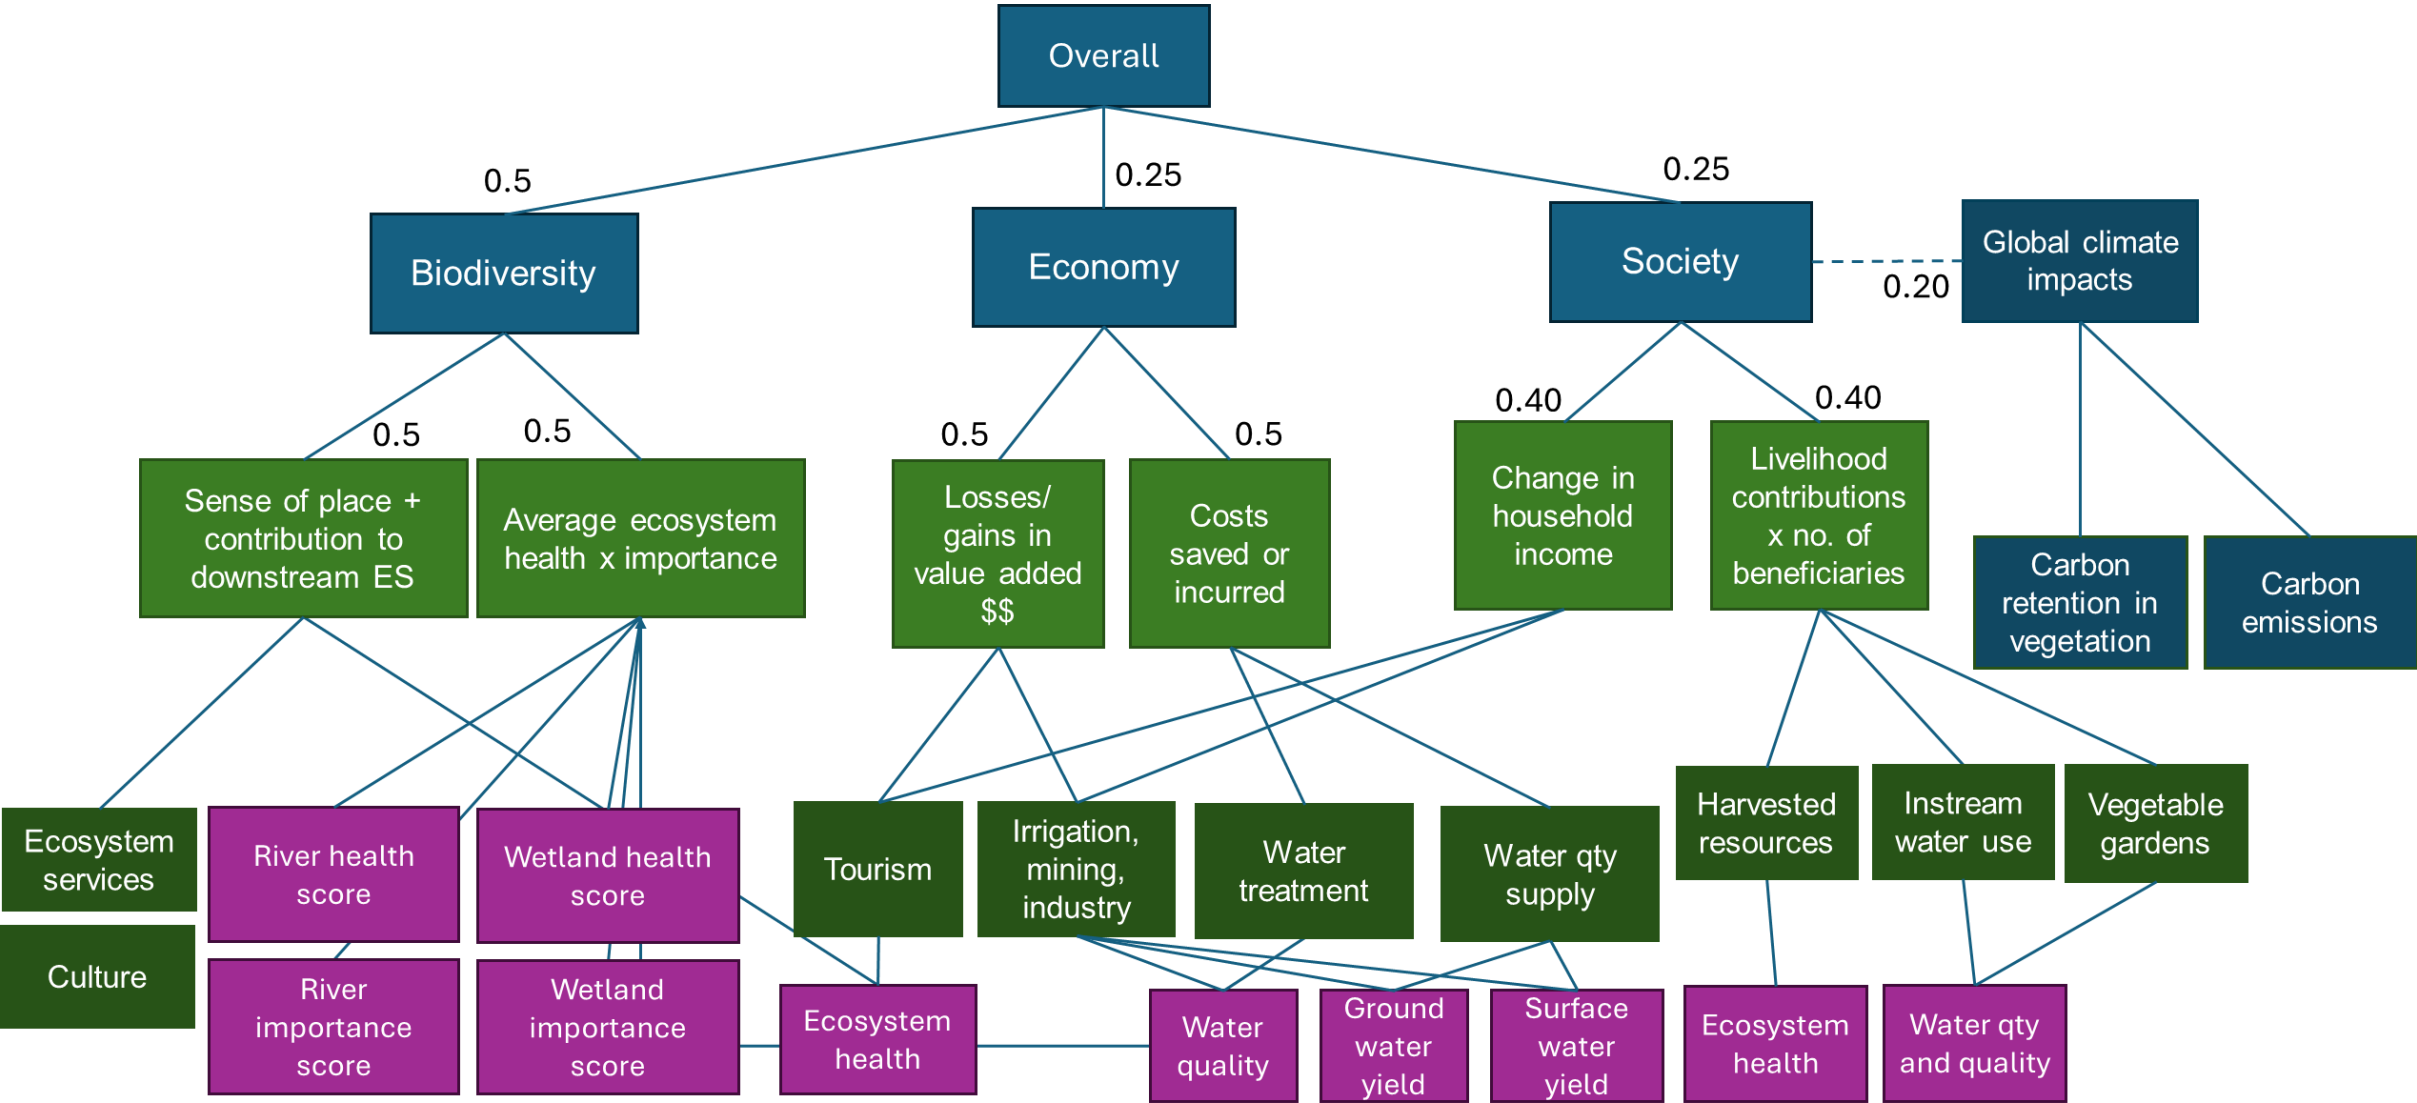 Overall
0.5
0.25
0.25
Biodiversity
Economy
Society
0.20
Global climate
impacts
0.5
0.5
0.5
0.5
0.40
0.40
Sense of place +
contribution to
downstream ES
Average ecosystem
health x importance
Losses/
gains in
value added
$$
Costs
saved or
incurred
Change in
household
income
Livelihood
contributions
x no. of
beneficiaries
Carbon
retention in
vegetation
Carbon
emissions
Ecosystem
services
River health
score
Wetland health
score
Tourism
Irrigation,
mining,
industry
Water
treatment
Water qty
supply
Harvested
resources
Instream
water use
Vegetable
gardens
Culture
River
importance
score
Wetland
importance
score
Ecosystem
health
Water
quality
Ground
water
yield
Surface
water
yield
Ecosystem
health
Water qty
and quality